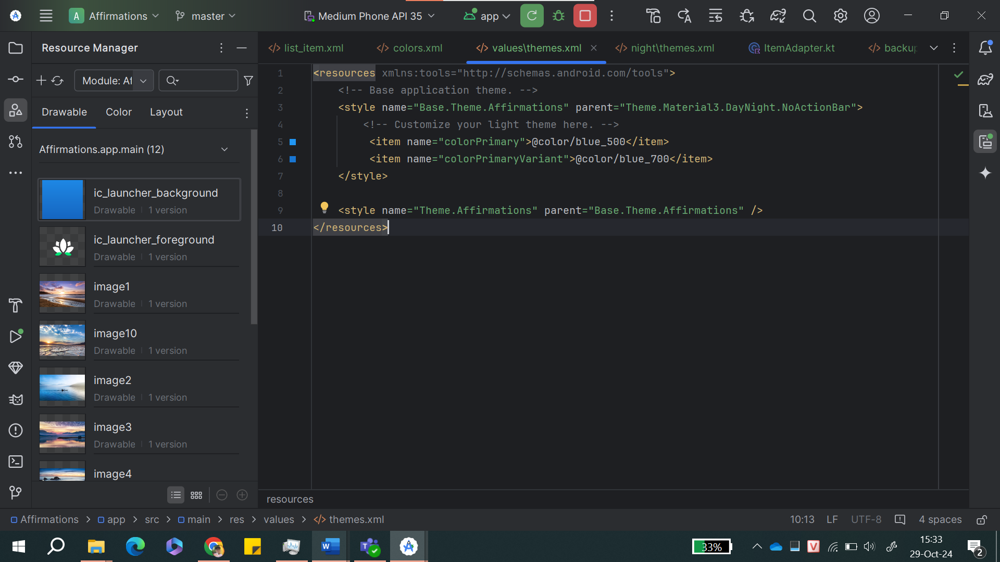 A Affirmations master Medium Phone API 35 app
Resource Manager
list_item.xml colors.xml values\themes.xml night\themes.xml ItemAdapter.kt backup
Module: Af
Drawable Color Layout
Affirmations.app.main (12)
ic_launcher_background
Drawable 1 version
ic_launcher_foreground
Drawable 1 version
image1
Drawable 1 version
image10
Drawable 1 version
image2
Drawable 1 version
image3
Drawable 1 version
image4
1 <resources xmlns:tools="http://schemas.android.com/tools">
2 <!-- Base application theme. -->
3 <style name="Base.Theme.Affirmations" parent="Theme.Material3.DayNight.NoActionBar">
4 <!-- Customize your light theme here. -->
5 <item name="colorPrimary">@color/blue_500</item>
6 <item name="colorPrimaryVariant">@color/blue_700</item>
7 </style>
8
9 <style name="Theme.Affirmations" parent="Base.Theme.Affirmations" />
10 </resources>
resources
Affirmations > app > src > main > res > values > themes.xml 10:13 LF UTF-8 4 spaces
33% 15:33
29-Oct-24
2